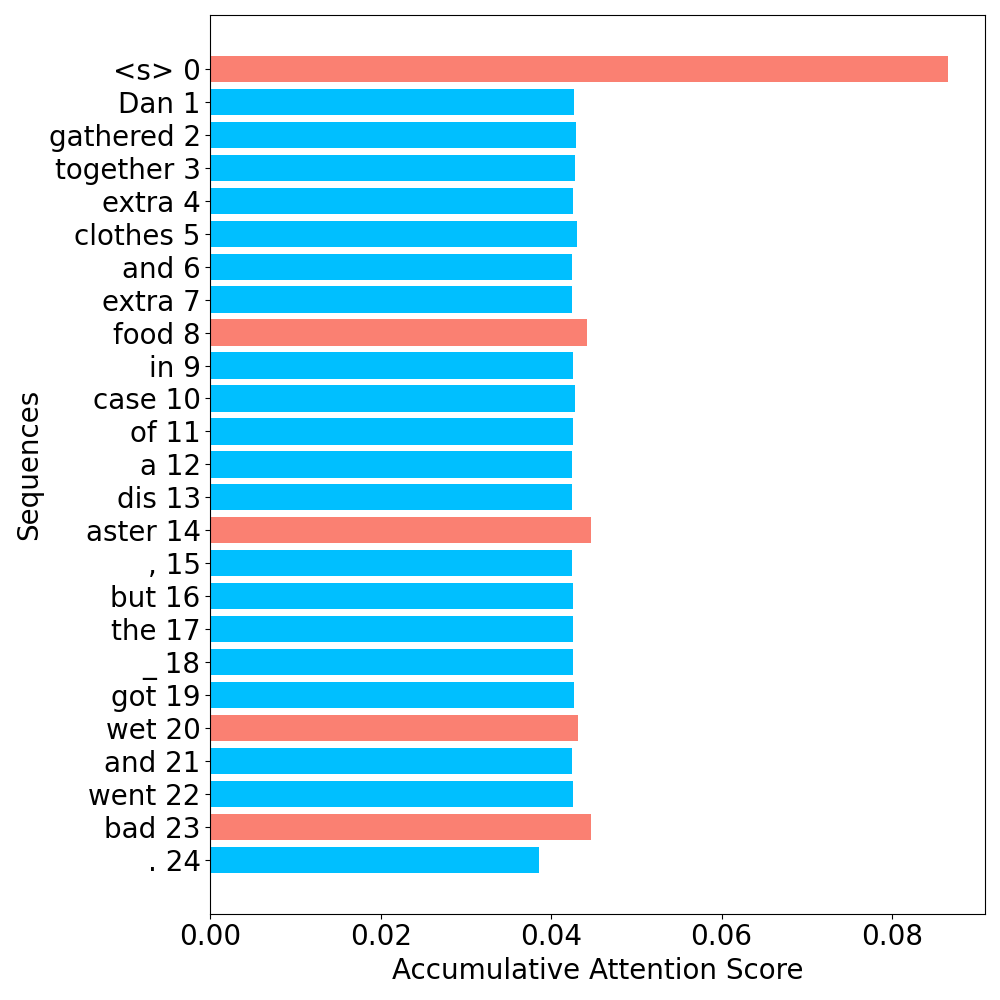 <s> 0
Dan 1
gathered 2
together 3
extra 4
clothes 5
and 6
extra 7
food 8
in 9
case 10
of 11
a 12
dis 13
aster 14
, 15
but 16
the 17
_ 18
got 19
wet 20
and 21
went 22
bad 23
. 24
Sequences
0.00 0.02 0.04 0.06 0.08
Accumulative Attention Score